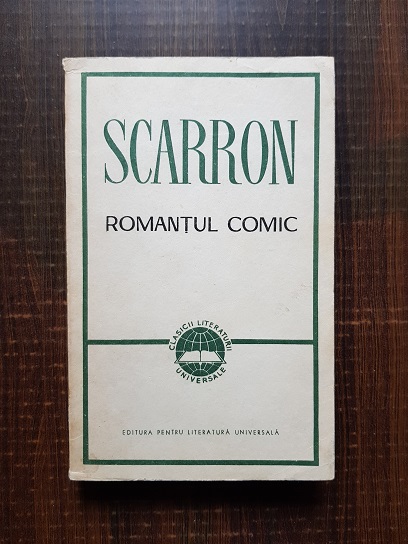 SCARRON
ROMANȚUL COMIC
CLASICII LITERATURII
UNIVERSALE
EDITURA PENTRU LITERATURĂ UNIVERSALĂ